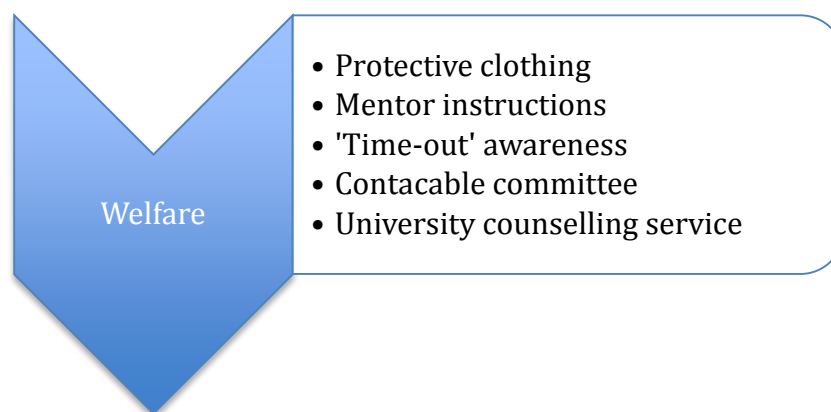 Welfare
• Protective clothing
• Mentor instructions
• 'Time-out' awareness
• Contacable committee
• University counselling service